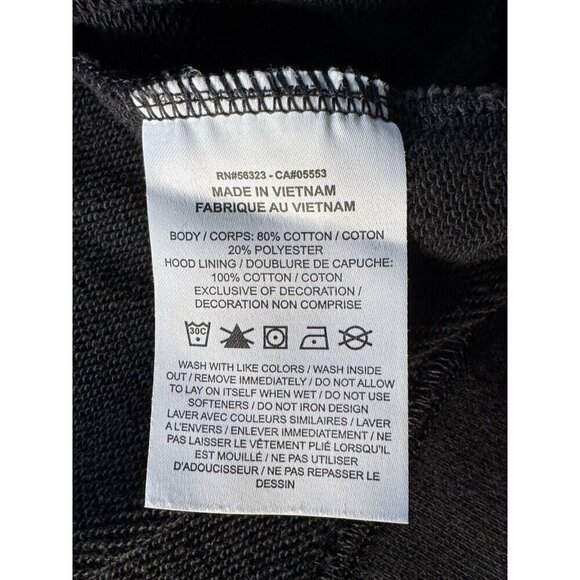 RN#56323 - CA#05553
MADE IN VIETNAM
FABRIQUE AU VIETNAM
BODY / CORPS: 80% COTTON / COTON
20% POLYESTER
HOOD LINING / DOUBLURE DE CAPUCHE:
100% COTTON / COTON
EXCLUSIVE OF DECORATION /
DECORATION NON COMPRISE
30C
WASH WITH LIKE COLORS / WASH INSIDE
OUT / REMOVE IMMEDIATELY / DO NOT ALLOW
TO LAY ON ITSELF WHEN WET / DO NOT USE
SOFTENERS / DO NOT IRON DESIGN
LAVER AVEC COULEURS SIMILAIRES / LAVER
A L'ENVERS / ENLEVER IMMEDIATEMENT / NE
PAS LAISSER LE VÊTEMENT PLIÉ LORSQU'IL
EST MOUILLÉ / NE PAS UTILISER
D'ADOUCISSEUR / NE PAS REPASSER LE
DESSIN